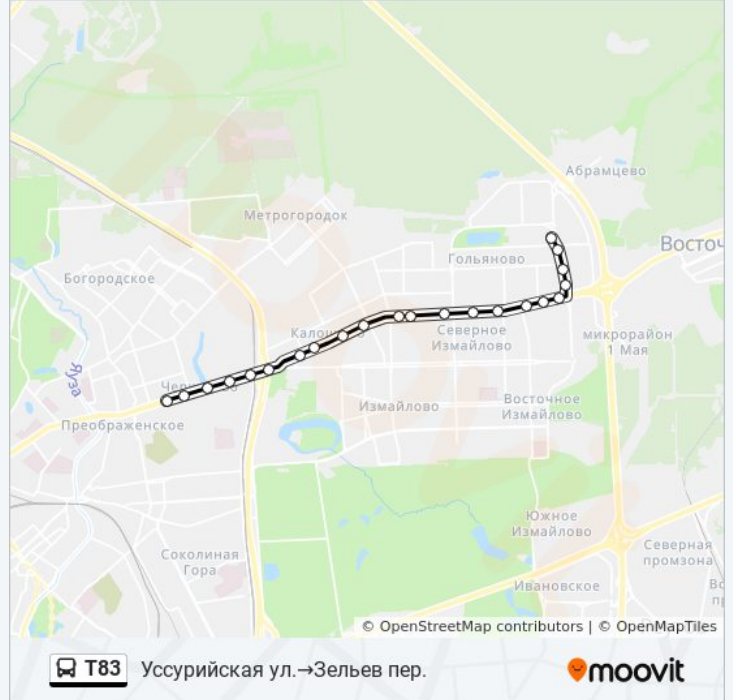 Абрамцево
Метрогородок
Восточ
Гольяново
Богородское
Северное
Измайлово
микрорайон
1 Мая
Яуза
Измайлово
Восточное
Измайлово
Преображенское
Южное
Измайлово
Северная
промзона
Соколиная
Гора
Ивановское
© OpenStreetMap contributors | © OpenMapTiles
T83
Уссурийская ул.→Зельев пер.
moovit